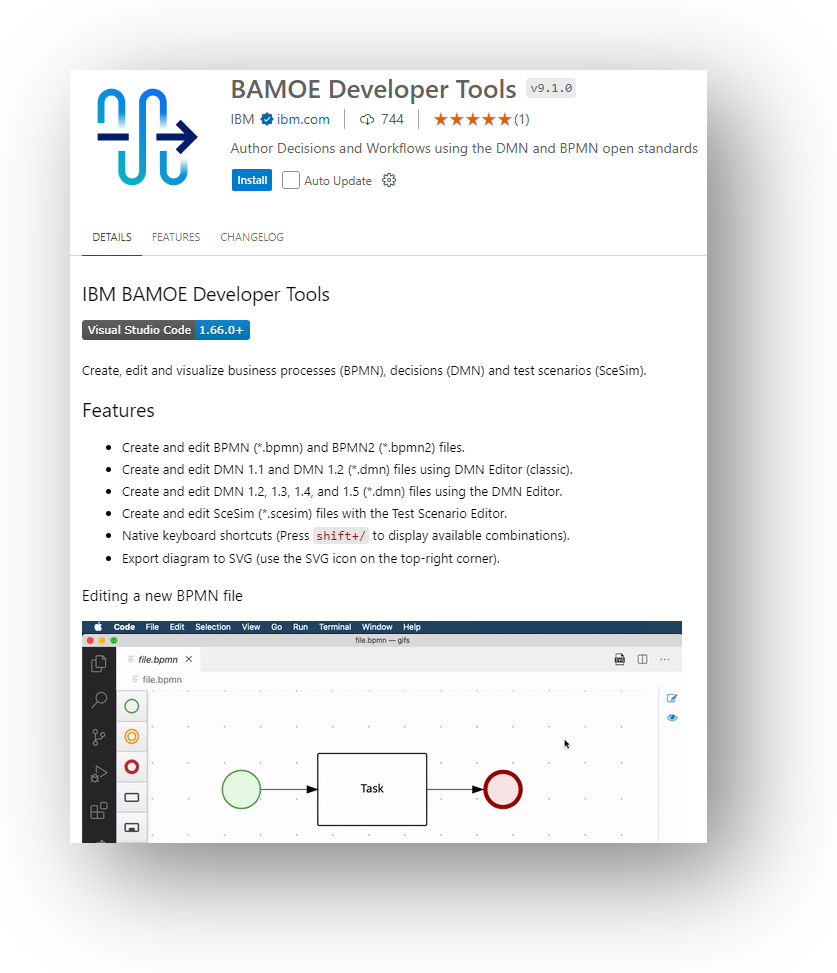 BAMOE Developer Tools v9.1.0
IBM ibm.com 744 (1)
Author Decisions and Workflows using the DMN and BPMN open standards
Install Auto Update
DETAILS FEATURES CHANGELOG
IBM BAMOE Developer Tools
Visual Studio Code 1.66.0+
Create, edit and visualize business processes (BPMN), decisions (DMN) and test scenarios (SceSim).
Features
• Create and edit BPMN (*.bpmn) and BPMN2 (*.bpmn2) files.
• Create and edit DMN 1.1 and DMN 1.2 (*.dmn) files using DMN Editor (classic).
• Create and edit DMN 1.2, 1.3, 1.4, and 1.5 (*.dmn) files using the DMN Editor.
• Create and edit SceSim (*.scesim) files with the Test Scenario Editor.
• Native keyboard shortcuts (Press shift+/ to display available combinations).
• Export diagram to SVG (use the SVG icon on the top-right corner).
Editing a new BPMN file
Code File Edit Selection View Go Run Terminal Window Help
file.bpmn — gifs
file.bpmn
file.bpmn
Task